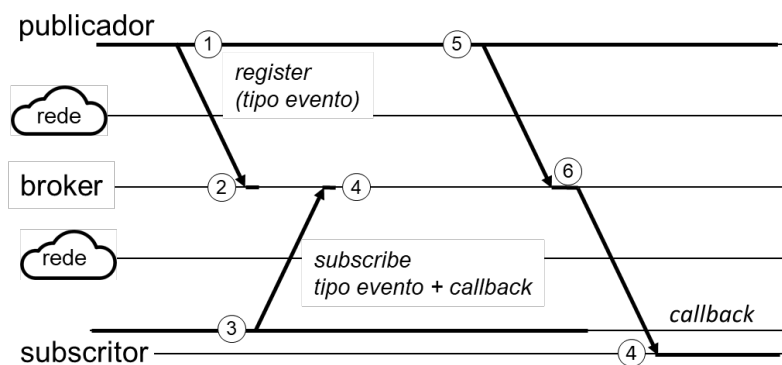 publicador
1
5
register
(tipo evento)
rede
6
broker
2
4
rede
subscribe
tipo evento + callback
3
callback
subscritor
4